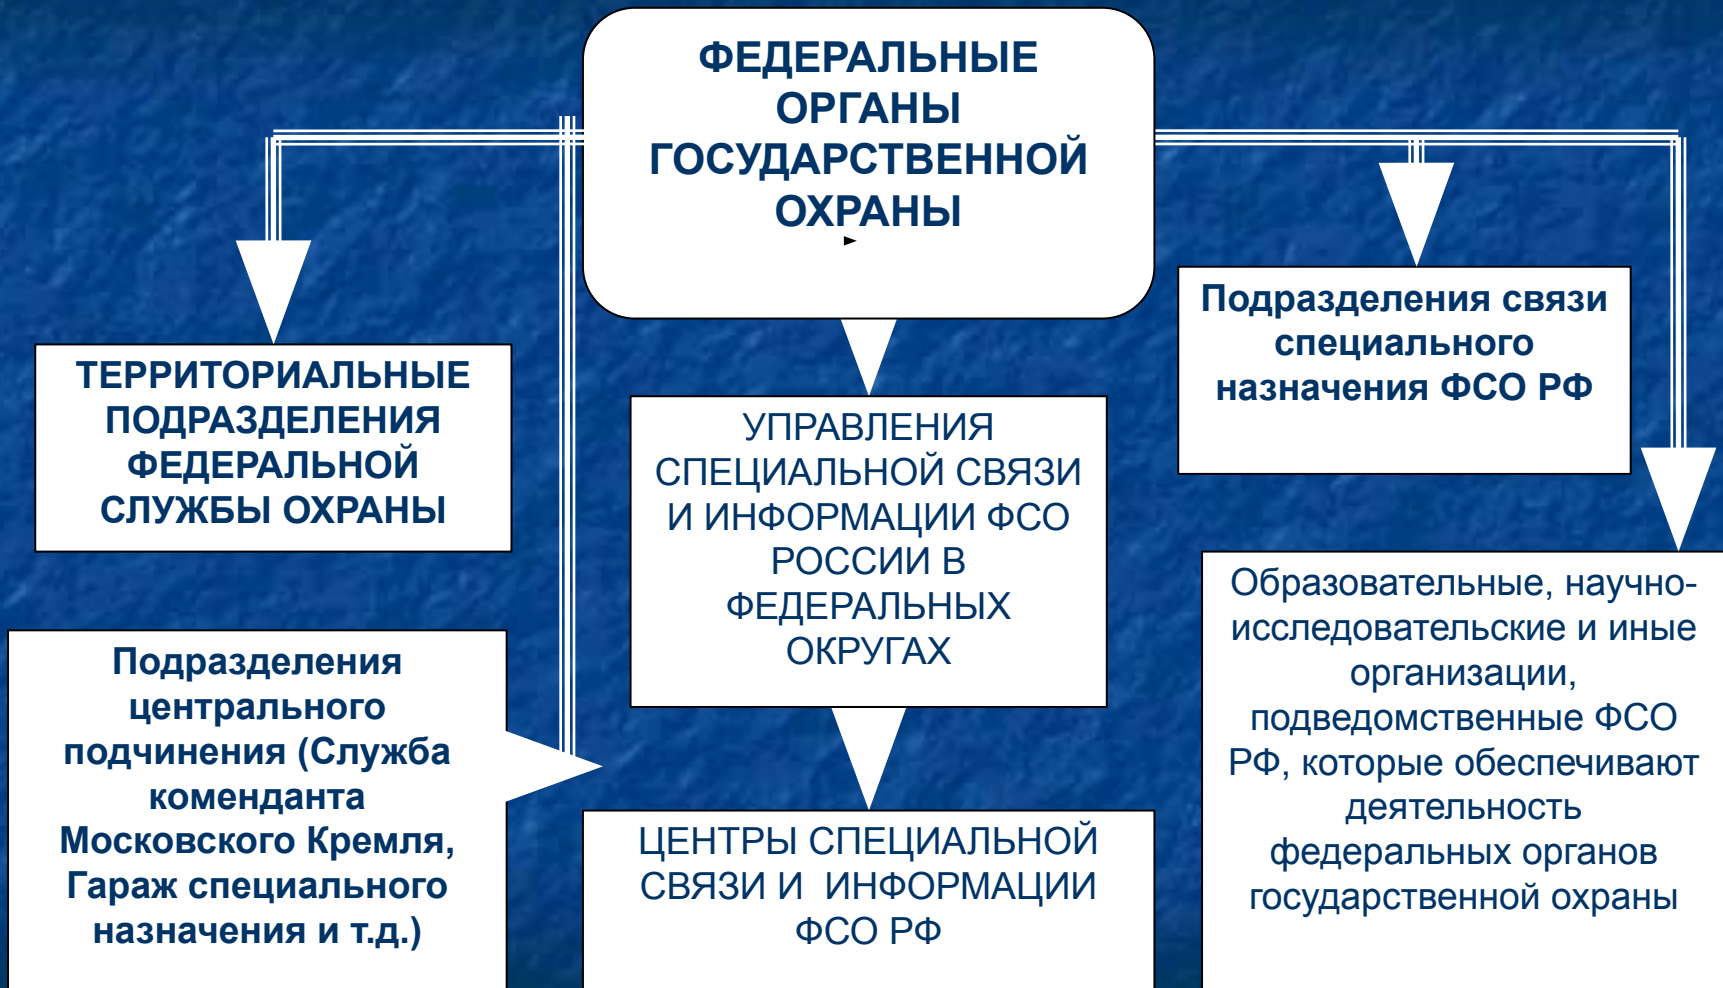 ФЕДЕРАЛЬНЫЕ
ОРГАНЫ
ГОСУДАРСТВЕННОЙ
ОХРАНЫ
ТЕРРИТОРИАЛЬНЫЕ
ПОДРАЗДЕЛЕНИЯ
ФЕДЕРАЛЬНОЙ
СЛУЖБЫ ОХРАНЫ
Подразделения
центрального
подчинения (Служба
коменданта
Московского Кремля,
Гараж специального
назначения и т.д.)
УПРАВЛЕНИЯ
СПЕЦИАЛЬНОЙ СВЯЗИ
И ИНФОРМАЦИИ ФСО
РОССИИ В
ФЕДЕРАЛЬНЫХ
ОКРУГАХ
ЦЕНТРЫ СПЕЦИАЛЬНОЙ
СВЯЗИ И ИНФОРМАЦИИ
ФСО РФ
Подразделения связи
специального
назначения ФСО РФ
Образовательные, научно-
исследовательские и иные
организации,
подведомственные ФСО
РФ, которые обеспечивают
деятельность
федеральных органов
государственной охраны